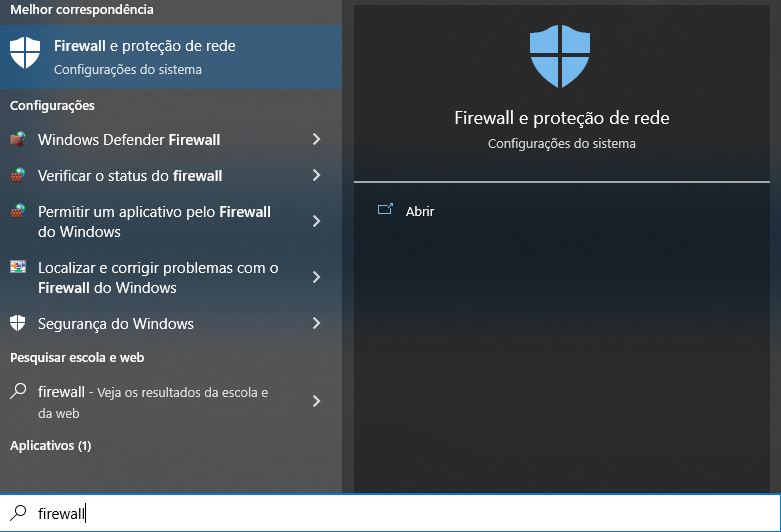 Melhor correspondência
Firewall e proteção de rede
Configurações do sistema
Configurações
Windows Defender Firewall
Verificar o status do firewall
Permitir um aplicativo pelo Firewall
do Windows
Localizar e corrigir problemas com o
Firewall do Windows
Segurança do Windows
Pesquisar escola e web
firewall - Veja os resultados da escola e
da web
Aplicativos (1)
firewall
Firewall e proteção de rede
Configurações do sistema
Abrir